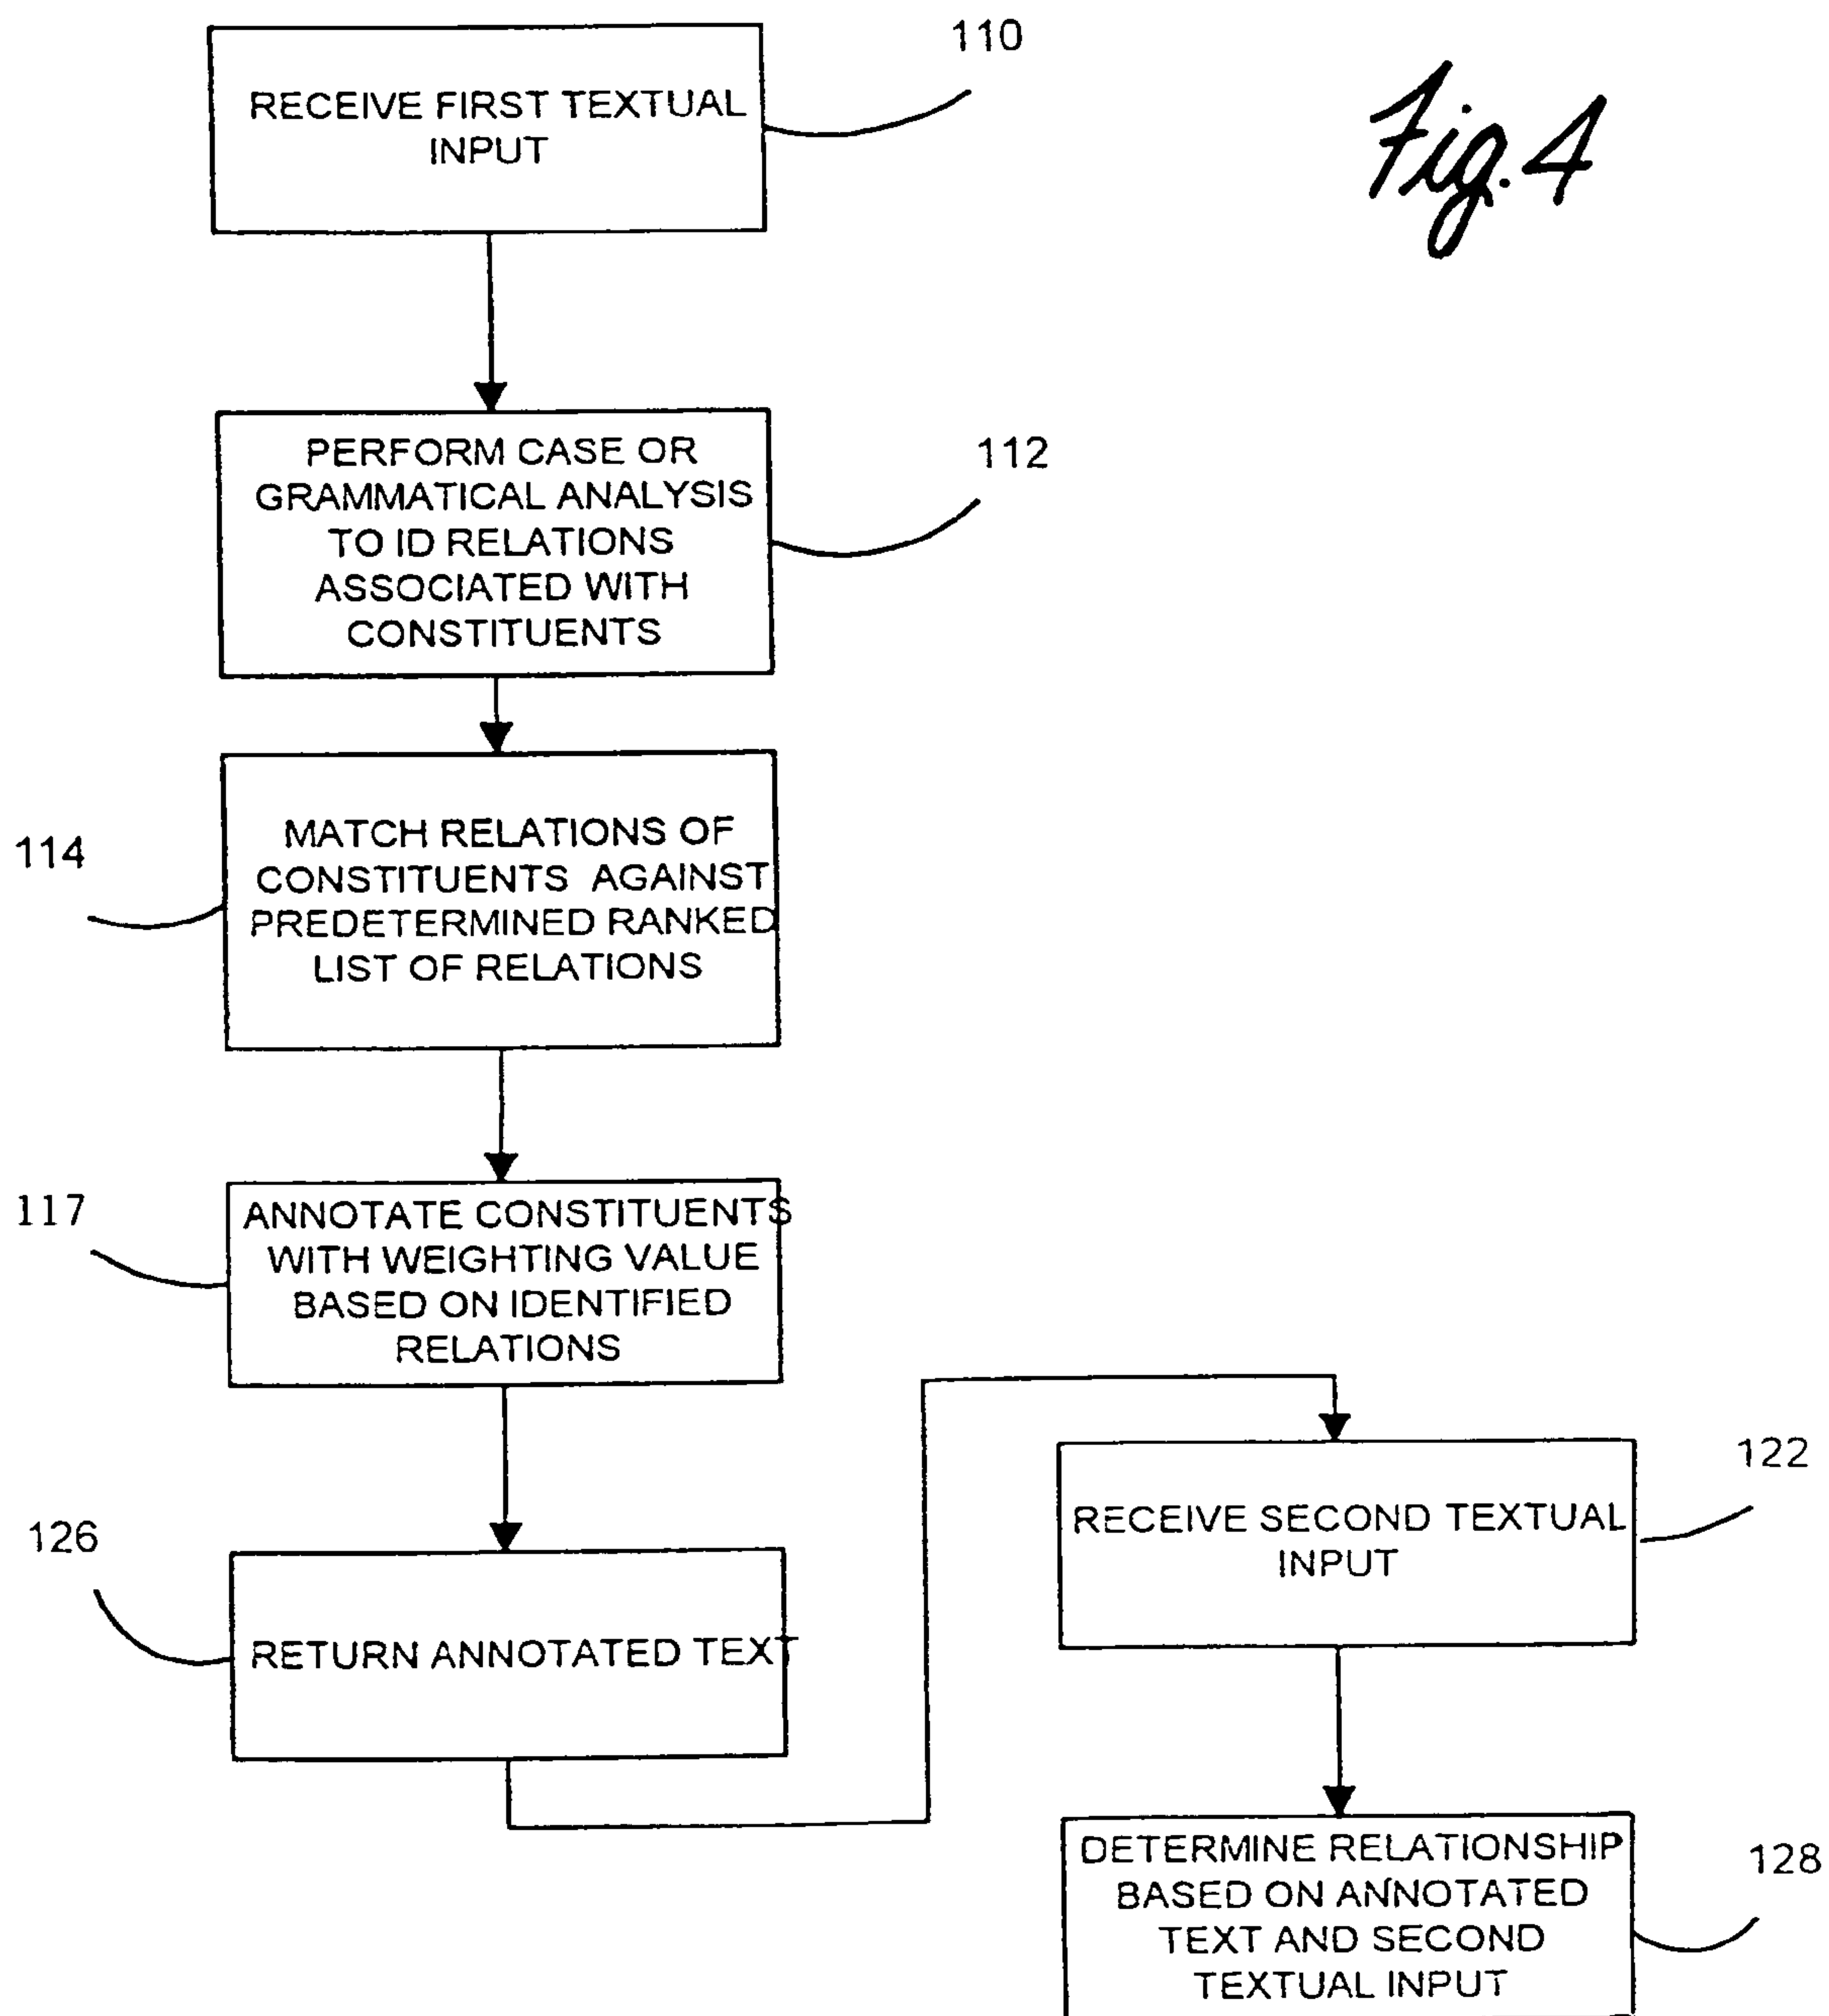 110
Fig. 4
RECEIVE FIRST TEXTUAL
INPUT
112
PERFORM CASE OR
GRAMMATICAL ANALYSIS
TO ID RELATIONS
ASSOCIATED WITH
CONSTITUENTS
114
MATCH RELATIONS OF
CONSTITUENTS AGAINST
PREDETERMINED RANKED
LIST OF RELATIONS
117
ANNOTATE CONSTITUENTS
WITH WEIGHTING VALUE
BASED ON IDENTIFIED
RELATIONS
126
RETURN ANNOTATED TEXT
122
RECEIVE SECOND TEXTUAL
INPUT
128
DETERMINE RELATIONSHIP
BASED ON ANNOTATED
TEXT AND SECOND
TEXTUAL INPUT